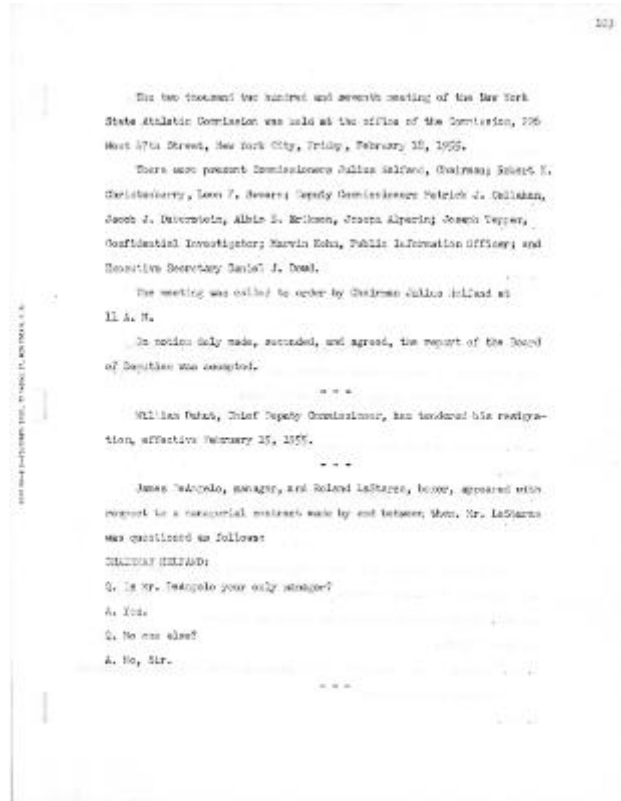 The two thousand two hundred and seventh meeting of the New York
State Athletic Commission was held at the office of the Commission, 226
West 47th Street, New York City, Friday, February 18, 1955.
There were present Commissioners Julius Helfand, Chairman; Robert K.
Christenberry, Leon F. Swears; Deputy Commissioners Patrick J. Callahan,
Jacob J. Albin Erikson, Joseph Alperin; Joseph Tepper,
Confidential Investigator; Marvin Kohn, Public Information Officer; and
Executive Secretary Daniel J. Dowd.
The meeting was called to order by Chairman Julius Helfand at
11 A. M.
On motion duly made, seconded, and agreed, the report of the Board
of Deputies was accepted.
- - -
William Chief Deputy Commissioner, has tendered his resigna-
tion, effective February 15, 1955.
- - -
James DeAngelo, manager, and Roland LaStarza, boxer, appeared with
respect to a managerial contract made by and between them. Mr. LaStarza
was questioned as follows:
CHAIRMAN HELFAND:
Q. Is Mr. DeAngelo your only manager?
A. Yes.
Q. No one else?
A. No, Sir.
- - -